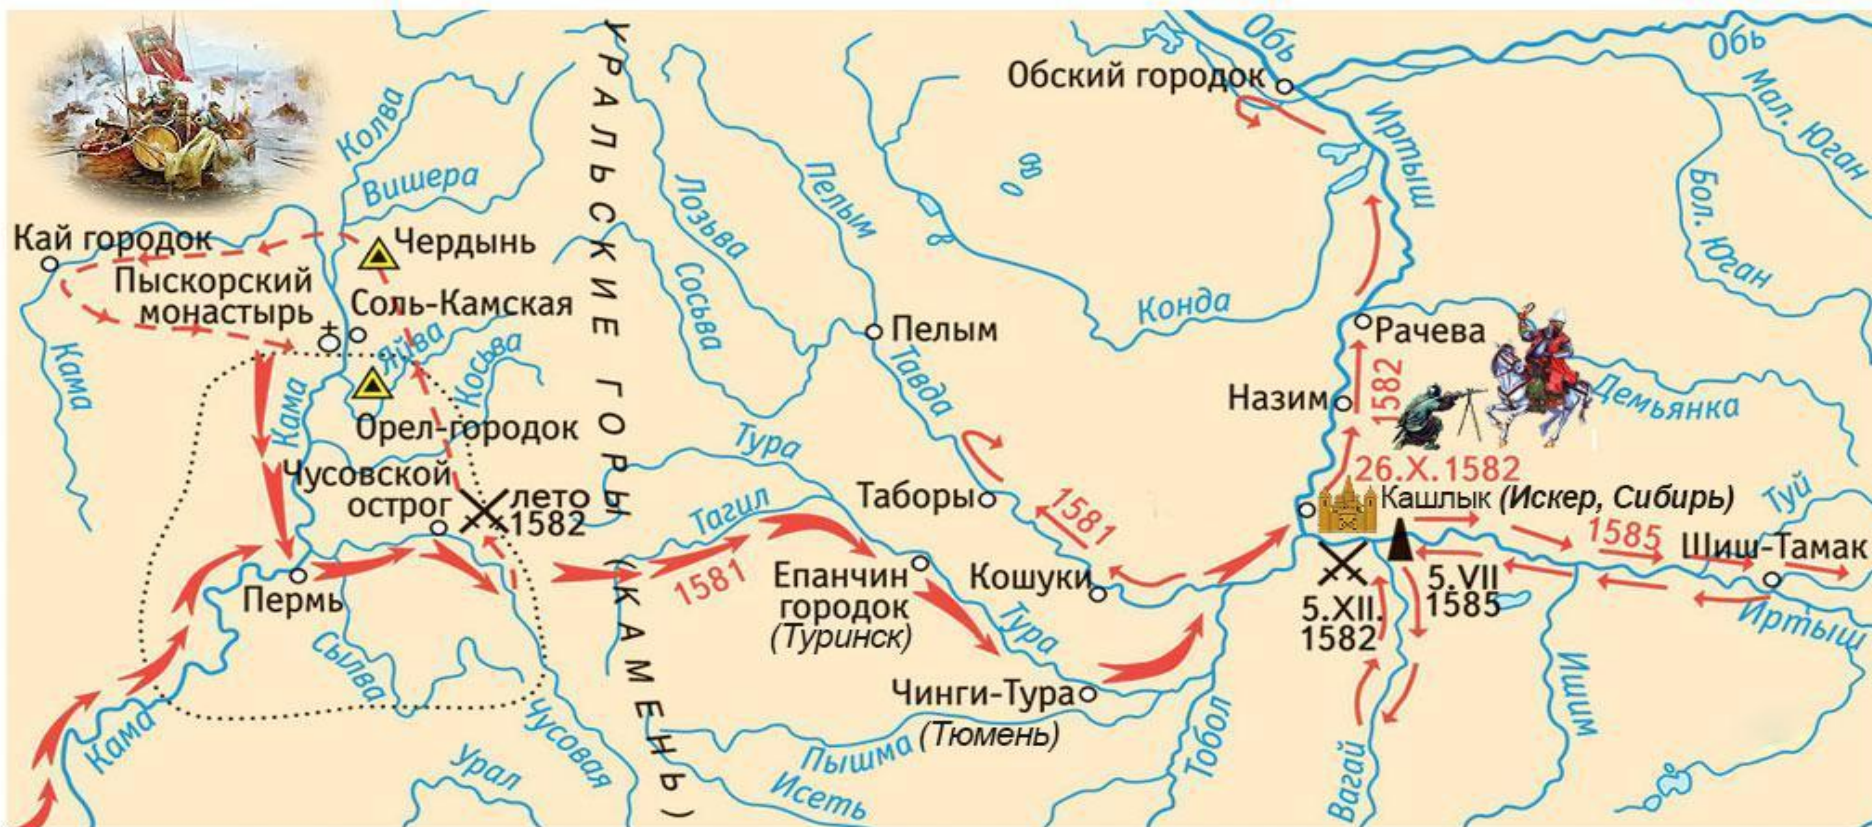 Обь
Обь
Обский городок
Мал. Юган
Бол. Юган
Иртыш
Колва
Вишера
УРАЛЬСКИЕ ГОРЫ (КАМЕНЬ)
Лозьва
Пелым
Сосьва
Кай городок
Чердынь
Пыскорский
монастырь
Соль-Камская
Яйва
Косьва
Кама
Кама
Пелым
Тавда
Конда
Рачева
Назим
1582
Демьянка
Орел-городок
Чусовской
острог
лето
1582
Тура
Тагил
1581
Таборы
1581
26.X.1582
Кашлык (Искер, Сибирь)
Туй
1585
Шиш-Тамак
Пермь
Епанчин
городок
(Туринск)
Кошуки
5.XII.
1582
5.VII
1585
Иртыш
Сылва
Тура
Чинги-Тура
(Тюмень)
Кама
Чусовая
Урал
Пышма
Исеть
Тобол
Вагай
Ишим